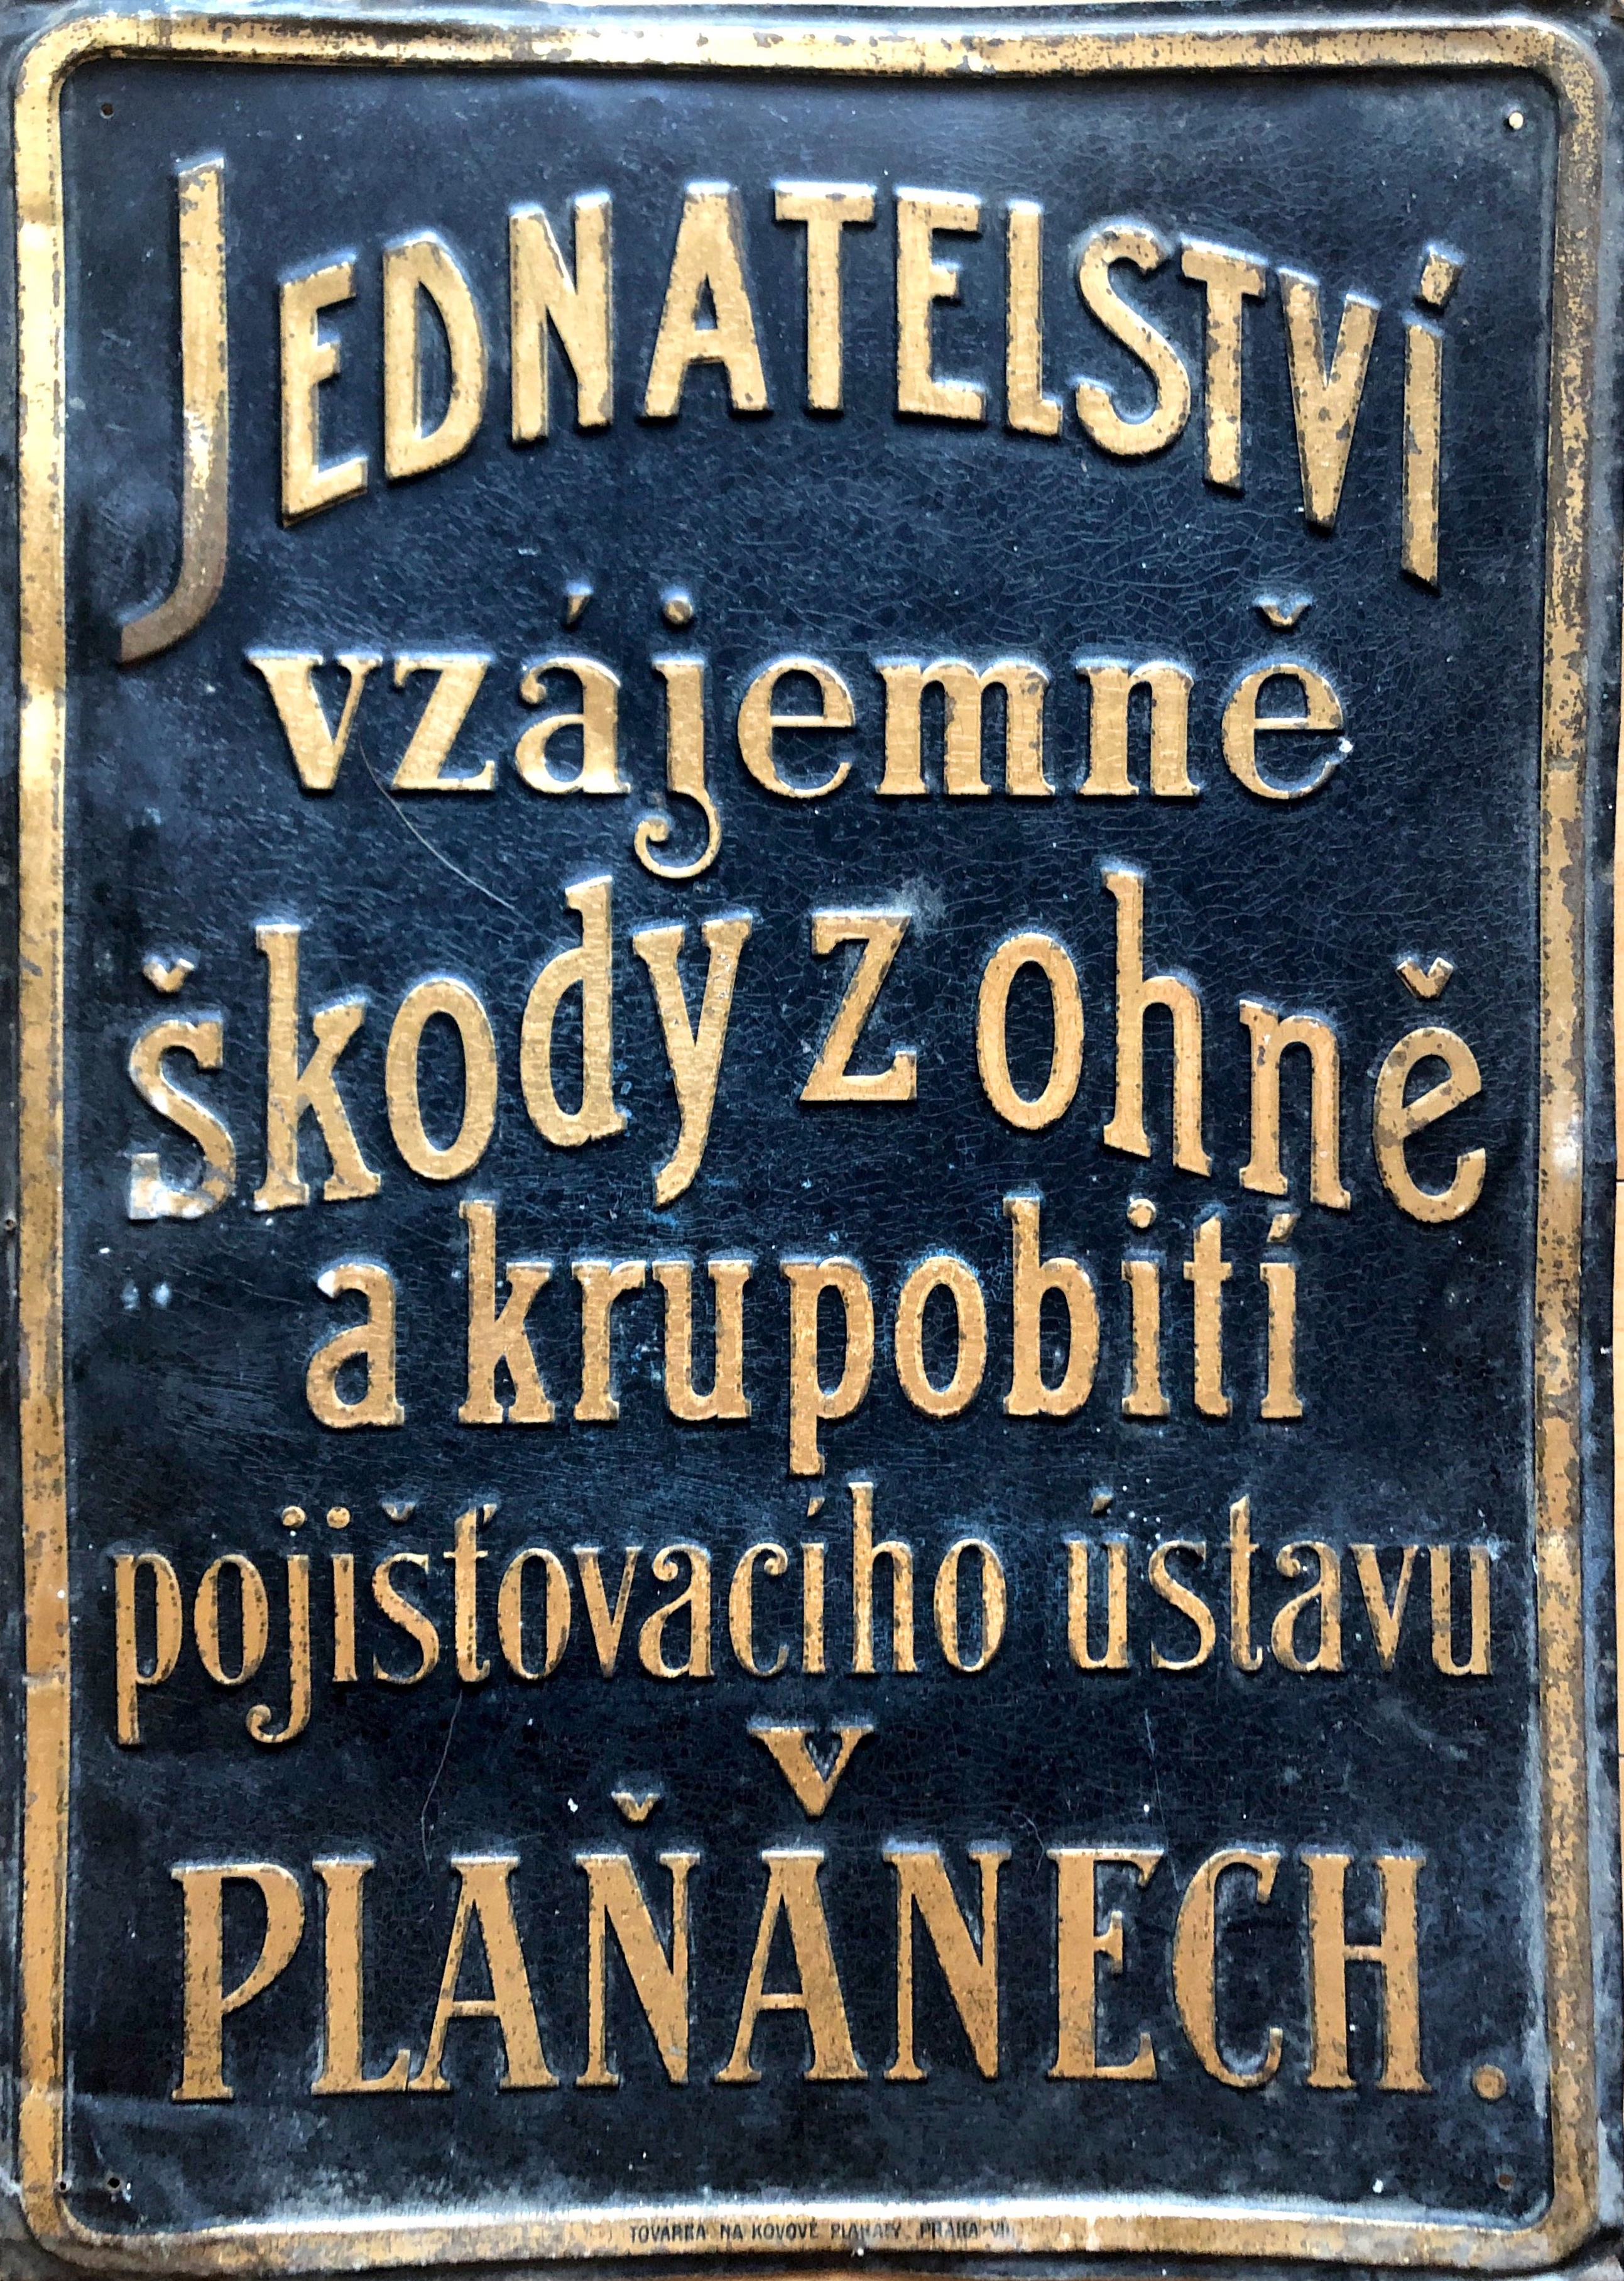 JEDNATELSTVÍ
vzájemně
škody z ohně
a krupobití
pojišťovacího ústavu
v
PLAŇANECH.
TOVÁRNA NA KOVOVÉ PLAKÁTY PRAHA VII